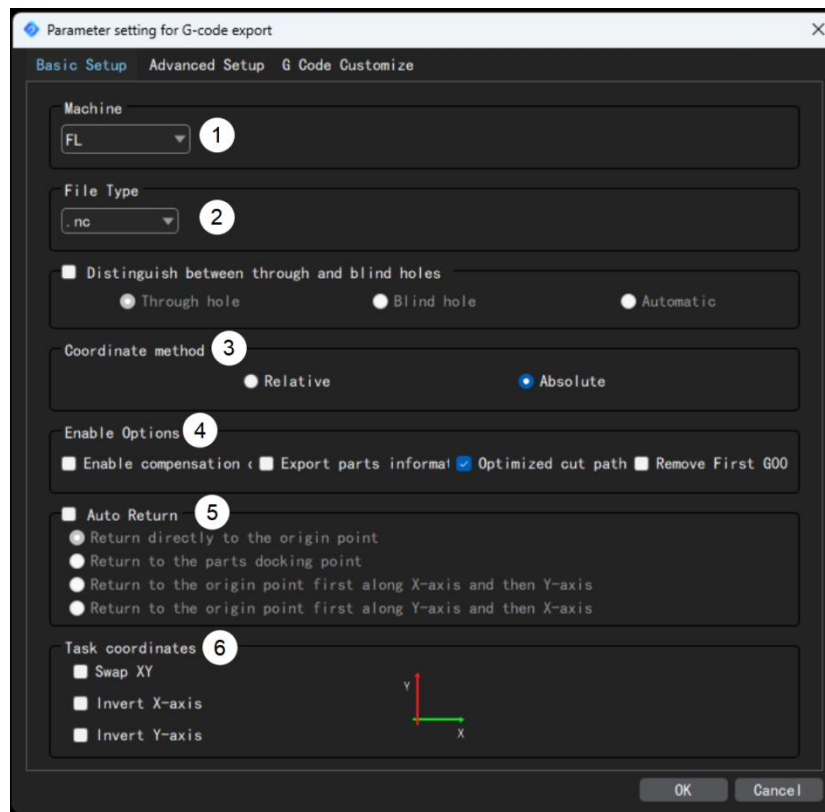 Parameter setting for G-code export
Basic Setup Advanced Setup G Code Customize
Machine
FL
1
File Type
.nc
2
Distinguish between through and blind holes
Through hole Blind hole Automatic
Coordinate method 3
Relative Absolute
Enable Options 4
Enable compensation Export parts informat Optimized cut path Remove First G00
Auto Return 5
Return directly to the origin point
Return to the parts docking point
Return to the origin point first along X-axis and then Y-axis
Return to the origin point first along Y-axis and then X-axis
Task coordinates 6
Swap XY
Invert X-axis
Invert Y-axis
Y
X
OK Cancel